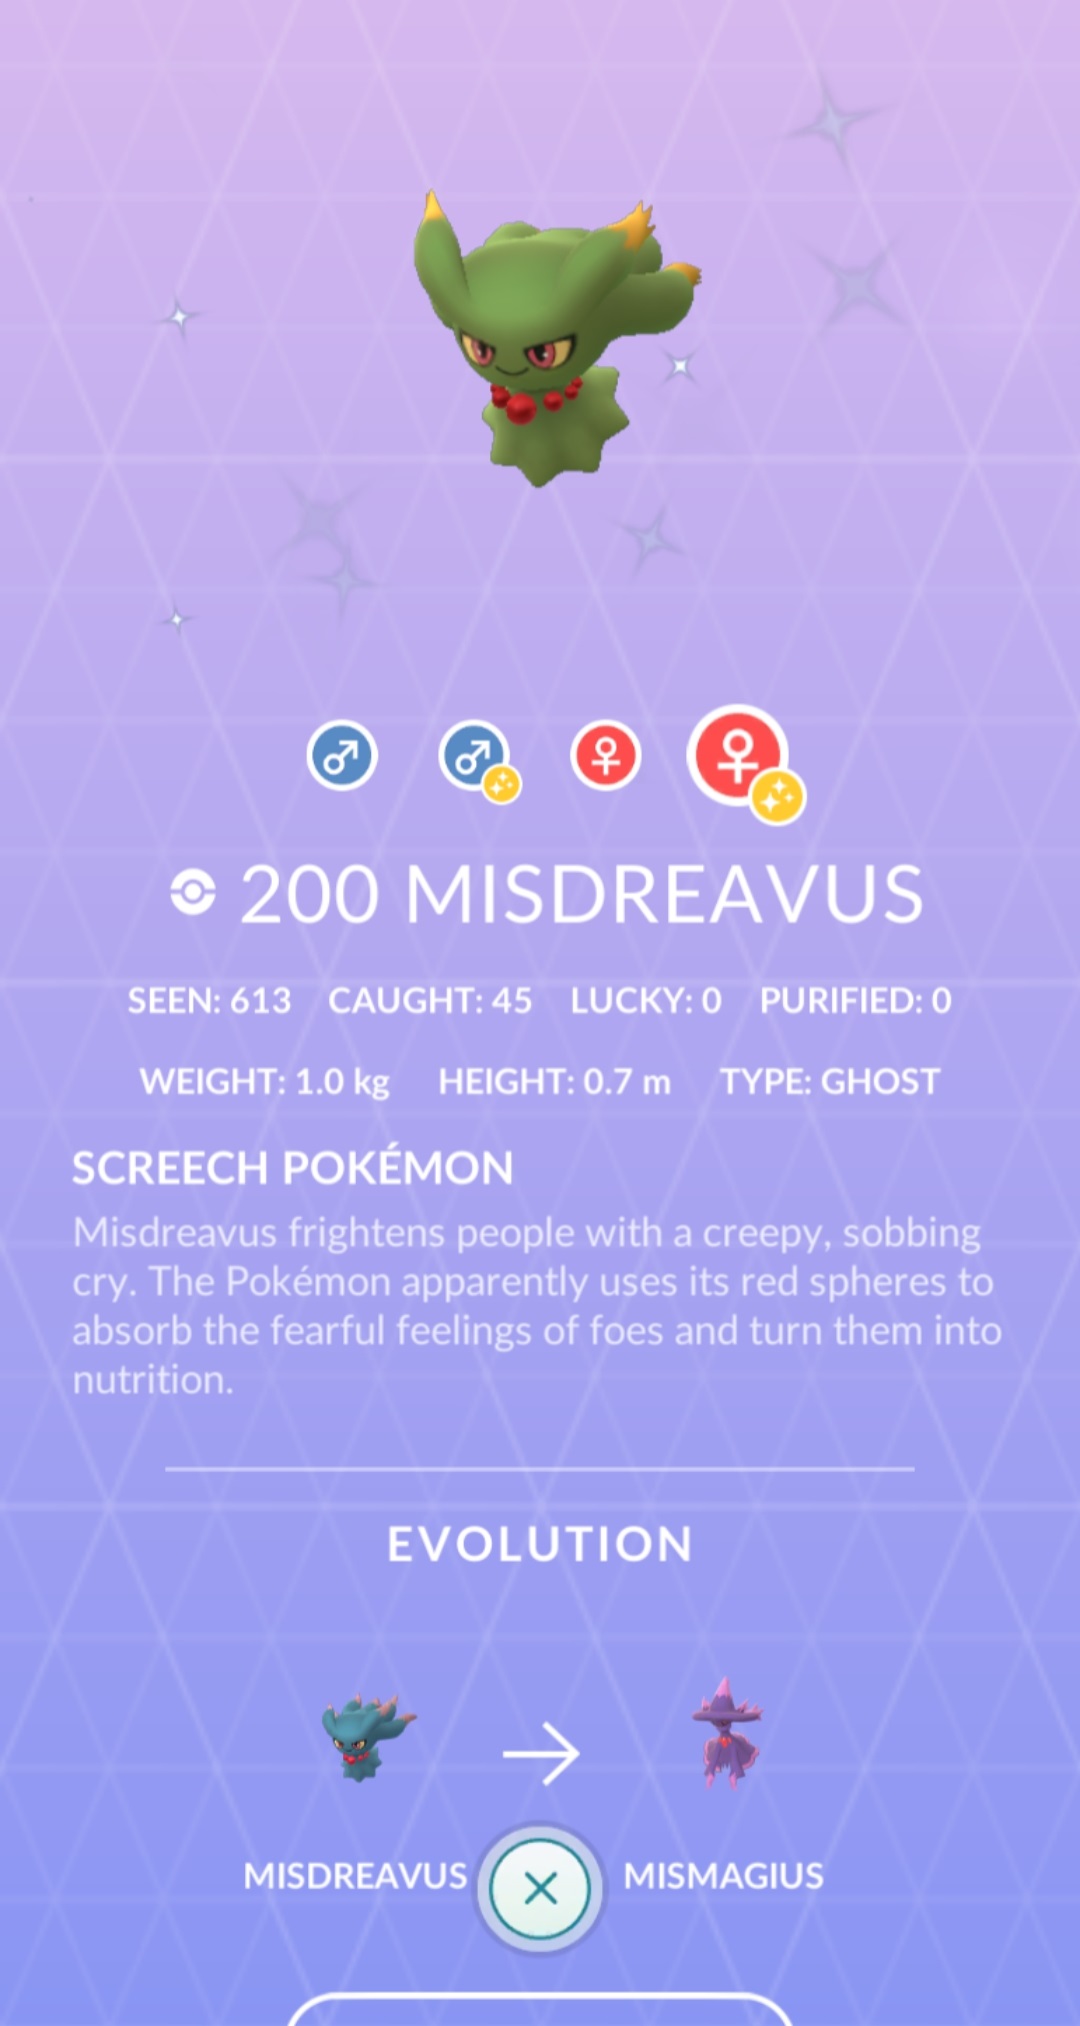 200 MISDREAVUS
SEEN: 613 CAUGHT: 45 LUCKY: 0 PURIFIED: 0
WEIGHT: 1.0 kg HEIGHT: 0.7 m TYPE: GHOST
SCREECH POKÉMON
Misdreavus frightens people with a creepy, sobbing
cry. The Pokémon apparently uses its red spheres to
absorb the fearful feelings of foes and turn them into
nutrition.
EVOLUTION
MISDREAVUS MISMAGIUS